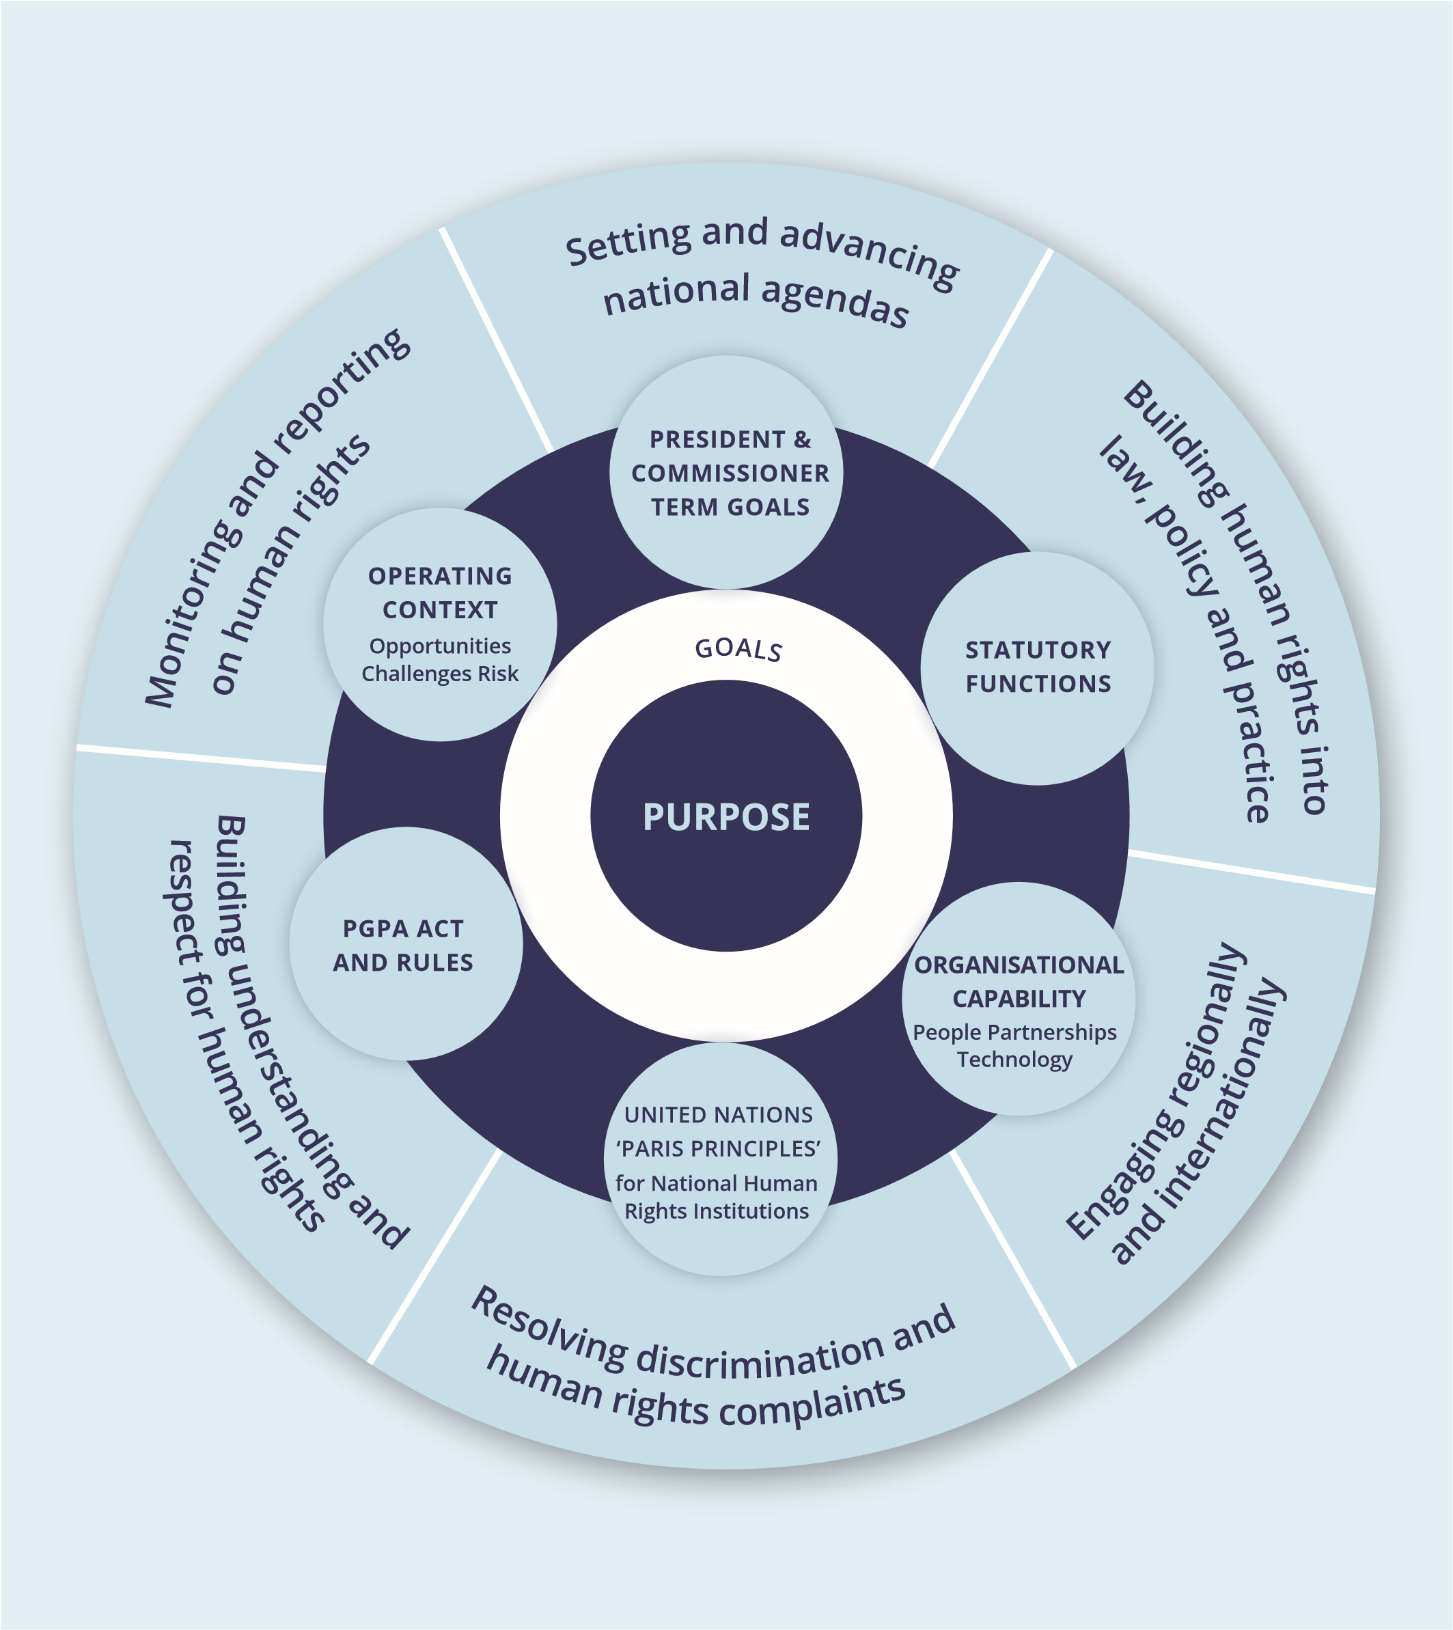 Setting and advancing
national agendas
Building human rights into
law, policy and practice
Engaging regionally
and internationally
Resolving discrimination and
human rights complaints
Building understanding and
respect for human rights
Monitoring and reporting
on human rights
PRESIDENT &
COMMISSIONER
TERM GOALS
STATUTORY
FUNCTIONS
ORGANISATIONAL
CAPABILITY
People Partnerships
Technology
UNITED NATIONS
‘PARIS PRINCIPLES’
for National Human
Rights Institutions
PGPA ACT
AND RULES
OPERATING
CONTEXT
Opportunities
Challenges Risk
GOALS
PURPOSE